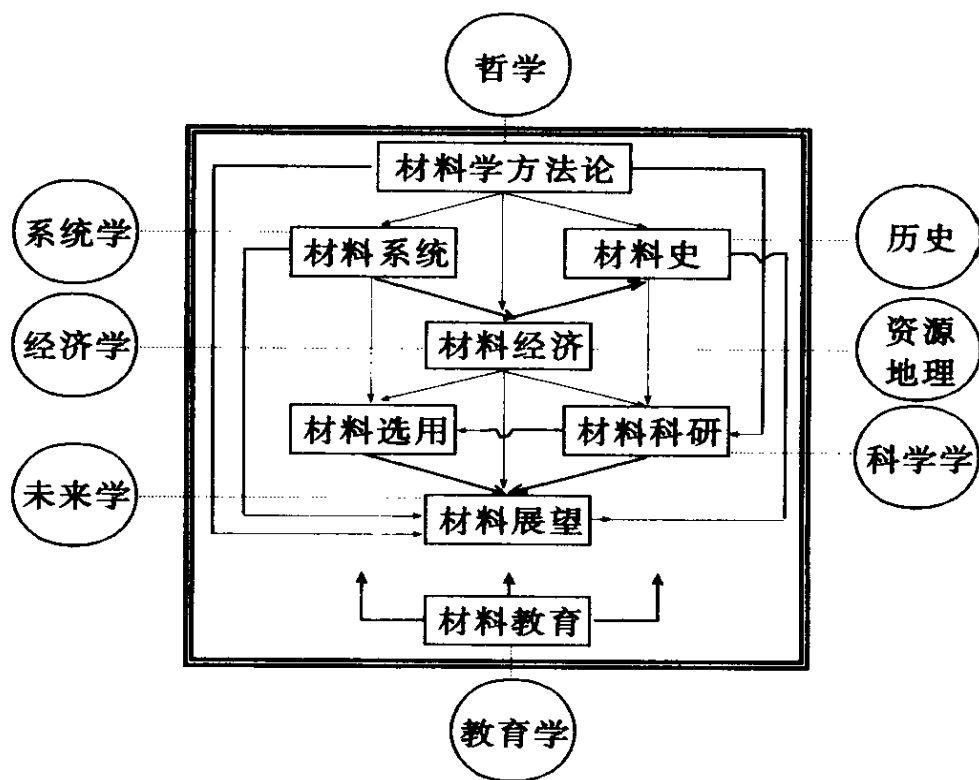 哲学
材料学方法论
系统学
材料系统
材料史
历史
经济学
材料经济
资源
地理
材料选用
材料科研
科学学
未来学
材料展望
材料教育
教育学